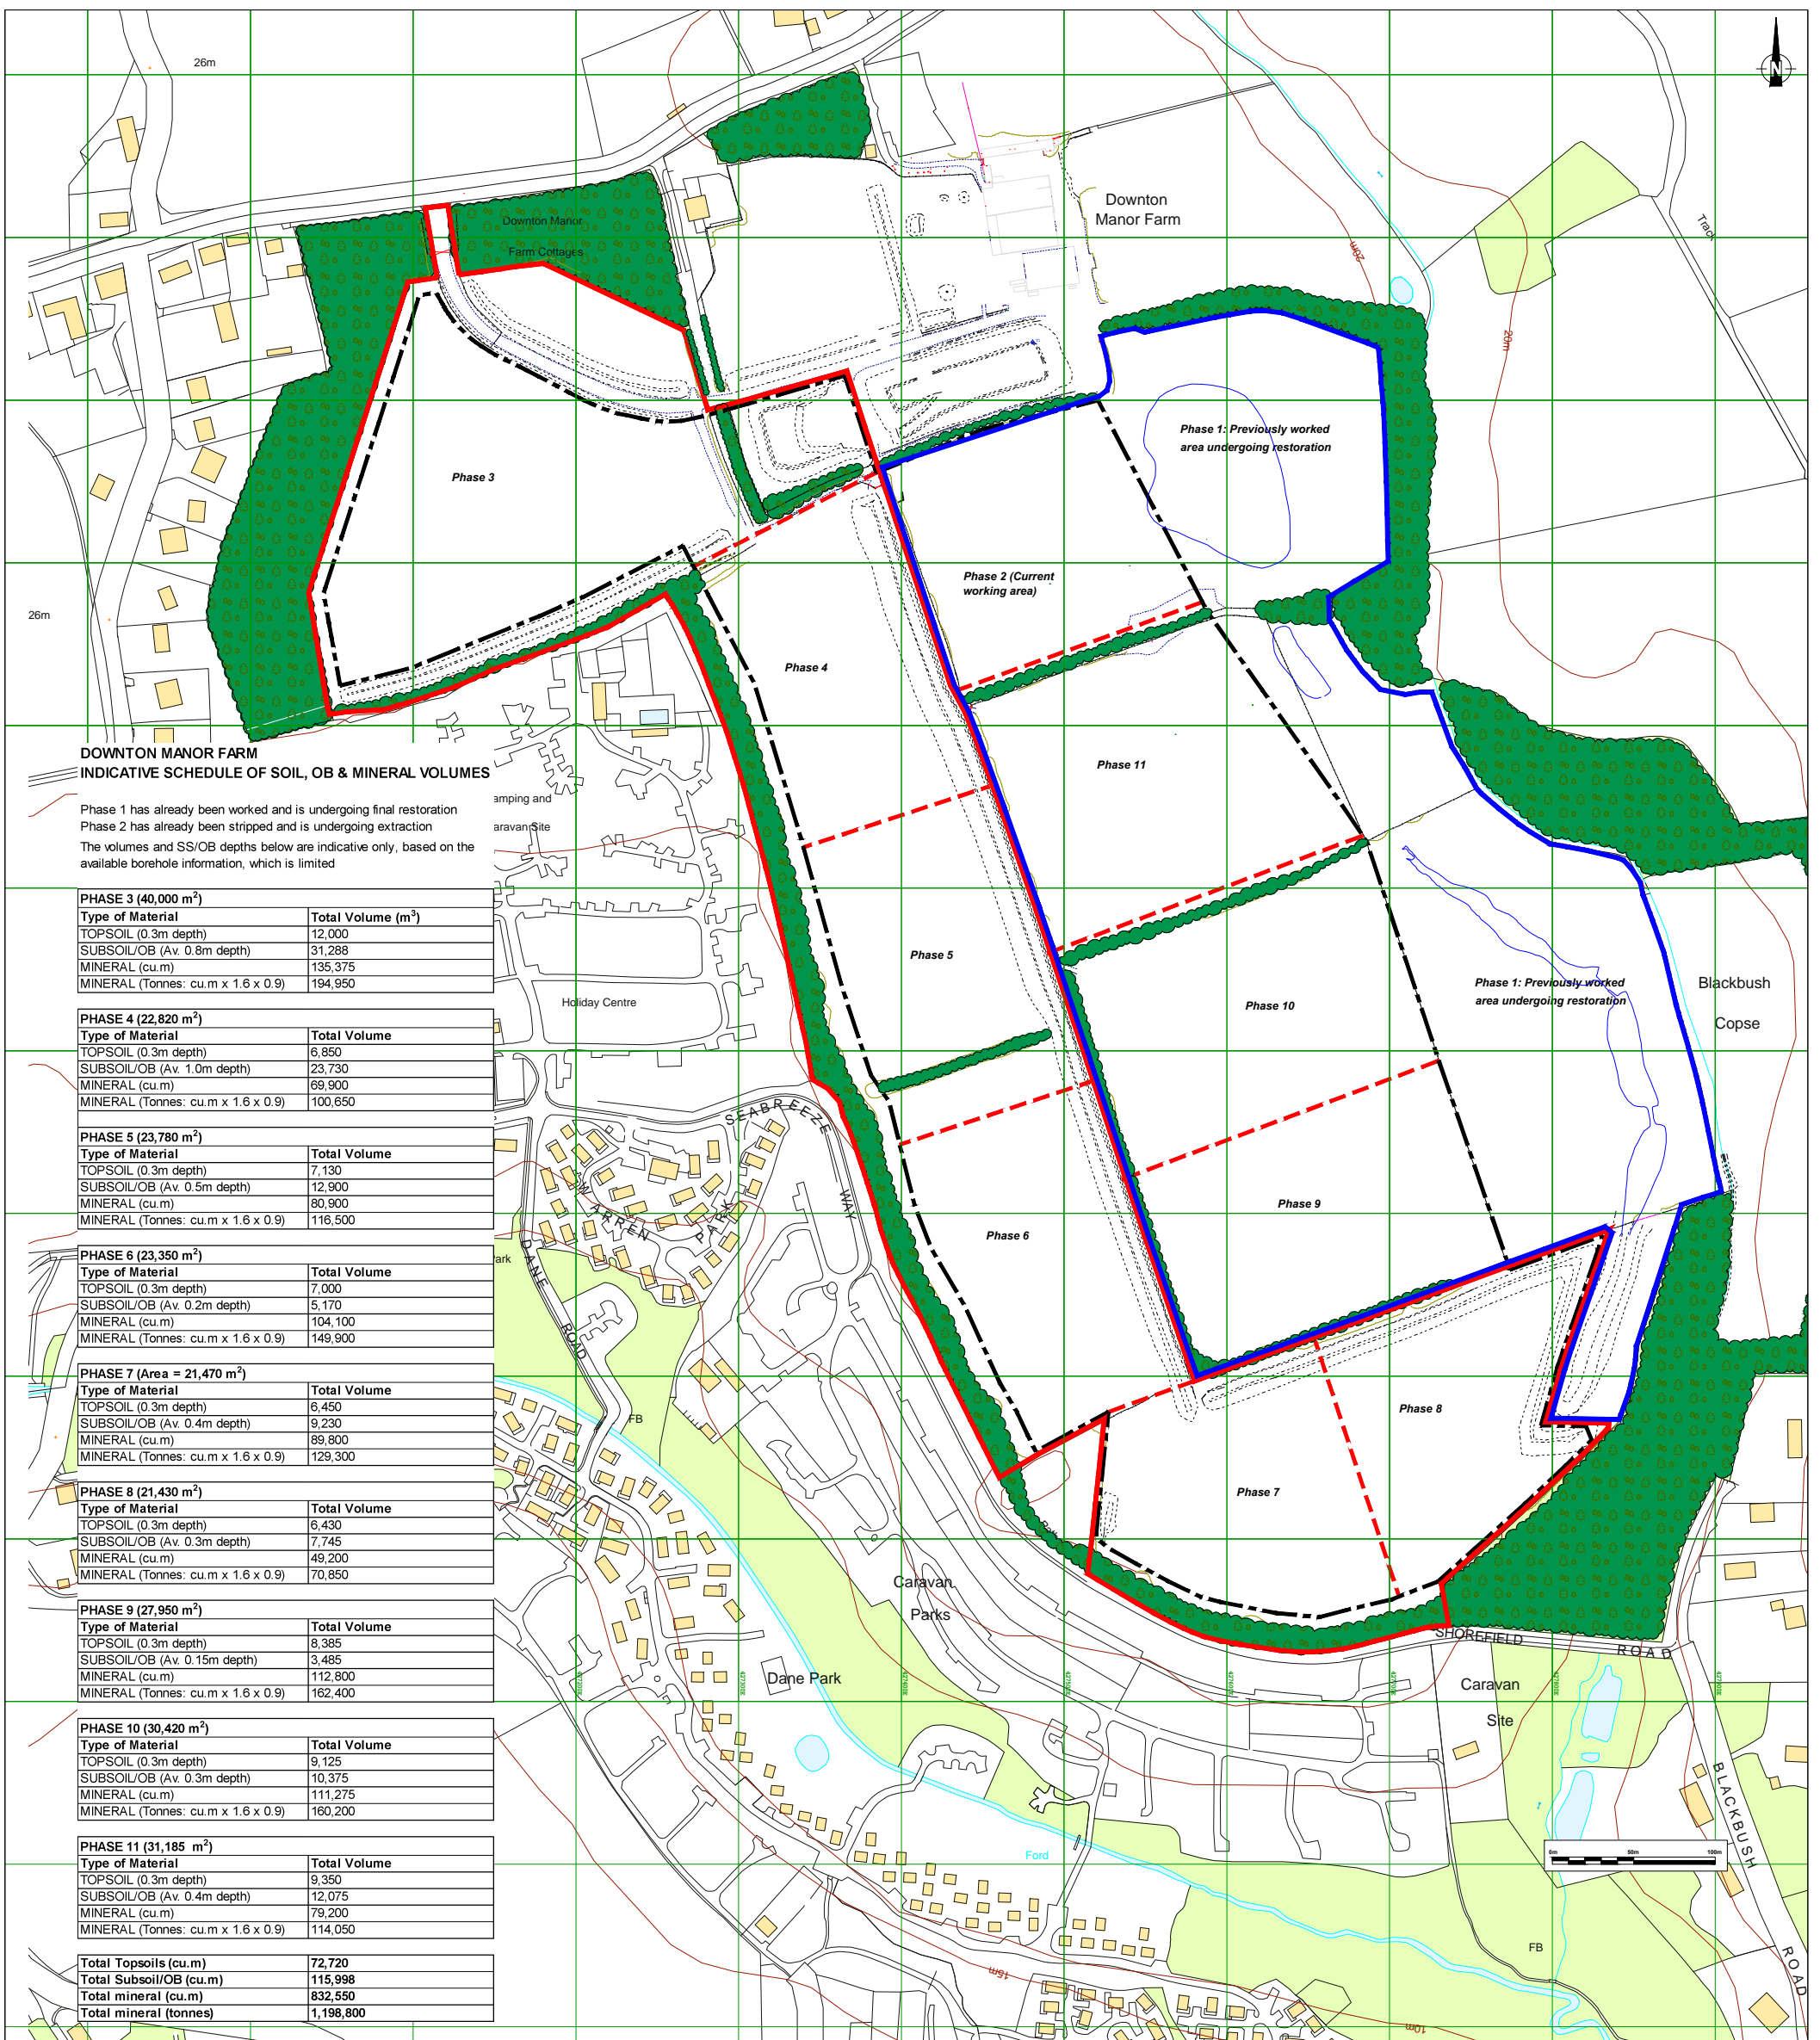 26m
N
Downton
Manor Farm
20m
Track
Downton Manor
Farm Cottages
20m
Phase 1: Previously worked
area undergoing restoration
Phase 3
Phase 2 (Current
working area)
26m
Phase 4
Phase 11
DOWNTON MANOR FARM
INDICATIVE SCHEDULE OF SOIL, OB & MINERAL VOLUMES
Phase 1 has already been worked and is undergoing final restoration
Phase 2 has already been stripped and is undergoing extraction
The volumes and SS/OB depths below are indicative only, based on the
available borehole information, which is limited
amping and
aravan Site
PHASE 3 (40,000 m²)
Type of Material Total Volume (m³)
TOPSOIL (0.3m depth) 12,000
SUBSOIL/OB (Av. 0.8m depth) 31,288
MINERAL (cu.m) 135,375
MINERAL (Tonnes: cu.m x 1.6 x 0.9) 194,950
Phase 5
Phase 10
Phase 1: Previously worked
area undergoing restoration
Blackbush
Copse
Holiday Centre
PHASE 4 (22,820 m²)
Type of Material Total Volume
TOPSOIL (0.3m depth) 6,850
SUBSOIL/OB (Av. 1.0m depth) 23,730
MINERAL (cu.m) 69,900
MINERAL (Tonnes: cu.m x 1.6 x 0.9) 100,650
SEABREEZE
WAY
PHASE 5 (23,780 m²)
Type of Material Total Volume
TOPSOIL (0.3m depth) 7,130
SUBSOIL/OB (Av. 0.5m depth) 12,900
MINERAL (cu.m) 80,900
MINERAL (Tonnes: cu.m x 1.6 x 0.9) 116,500
WARREN
PARK
Phase 9
Phase 6
ark
DANE
ROAD
PHASE 6 (23,350 m²)
Type of Material Total Volume
TOPSOIL (0.3m depth) 7,000
SUBSOIL/OB (Av. 0.2m depth) 5,170
MINERAL (cu.m) 104,100
MINERAL (Tonnes: cu.m x 1.6 x 0.9) 149,900
PHASE 7 (Area = 21,470 m²)
Type of Material Total Volume
TOPSOIL (0.3m depth) 6,450
SUBSOIL/OB (Av. 0.4m depth) 9,230
MINERAL (cu.m) 89,800
MINERAL (Tonnes: cu.m x 1.6 x 0.9) 129,300
FB
Phase 8
Phase 7
PHASE 8 (21,430 m²)
Type of Material Total Volume
TOPSOIL (0.3m depth) 6,430
SUBSOIL/OB (Av. 0.3m depth) 7,745
MINERAL (cu.m) 49,200
MINERAL (Tonnes: cu.m x 1.6 x 0.9) 70,850
Caravan
Parks
SHOREFIELD
ROAD
PHASE 9 (27,950 m²)
Type of Material Total Volume
TOPSOIL (0.3m depth) 8,385
SUBSOIL/OB (Av. 0.15m depth) 3,485
MINERAL (cu.m) 112,800
MINERAL (Tonnes: cu.m x 1.6 x 0.9) 162,400
Dane Park
Caravan
Site
PHASE 10 (30,420 m²)
Type of Material Total Volume
TOPSOIL (0.3m depth) 9,125
SUBSOIL/OB (Av. 0.3m depth) 10,375
MINERAL (cu.m) 111,275
MINERAL (Tonnes: cu.m x 1.6 x 0.9) 160,200
BLACKBUSH
ROAD
PHASE 11 (31,185 m²)
Type of Material Total Volume
TOPSOIL (0.3m depth) 9,350
SUBSOIL/OB (Av. 0.4m depth) 12,075
MINERAL (cu.m) 79,200
MINERAL (Tonnes: cu.m x 1.6 x 0.9) 114,050
Ford
0m 50m 100m
FB
Total Topsoils (cu.m) 72,720
Total Subsoil/OB (cu.m) 115,998
Total mineral (cu.m) 832,550
Total mineral (tonnes) 1,198,800
15m
10m